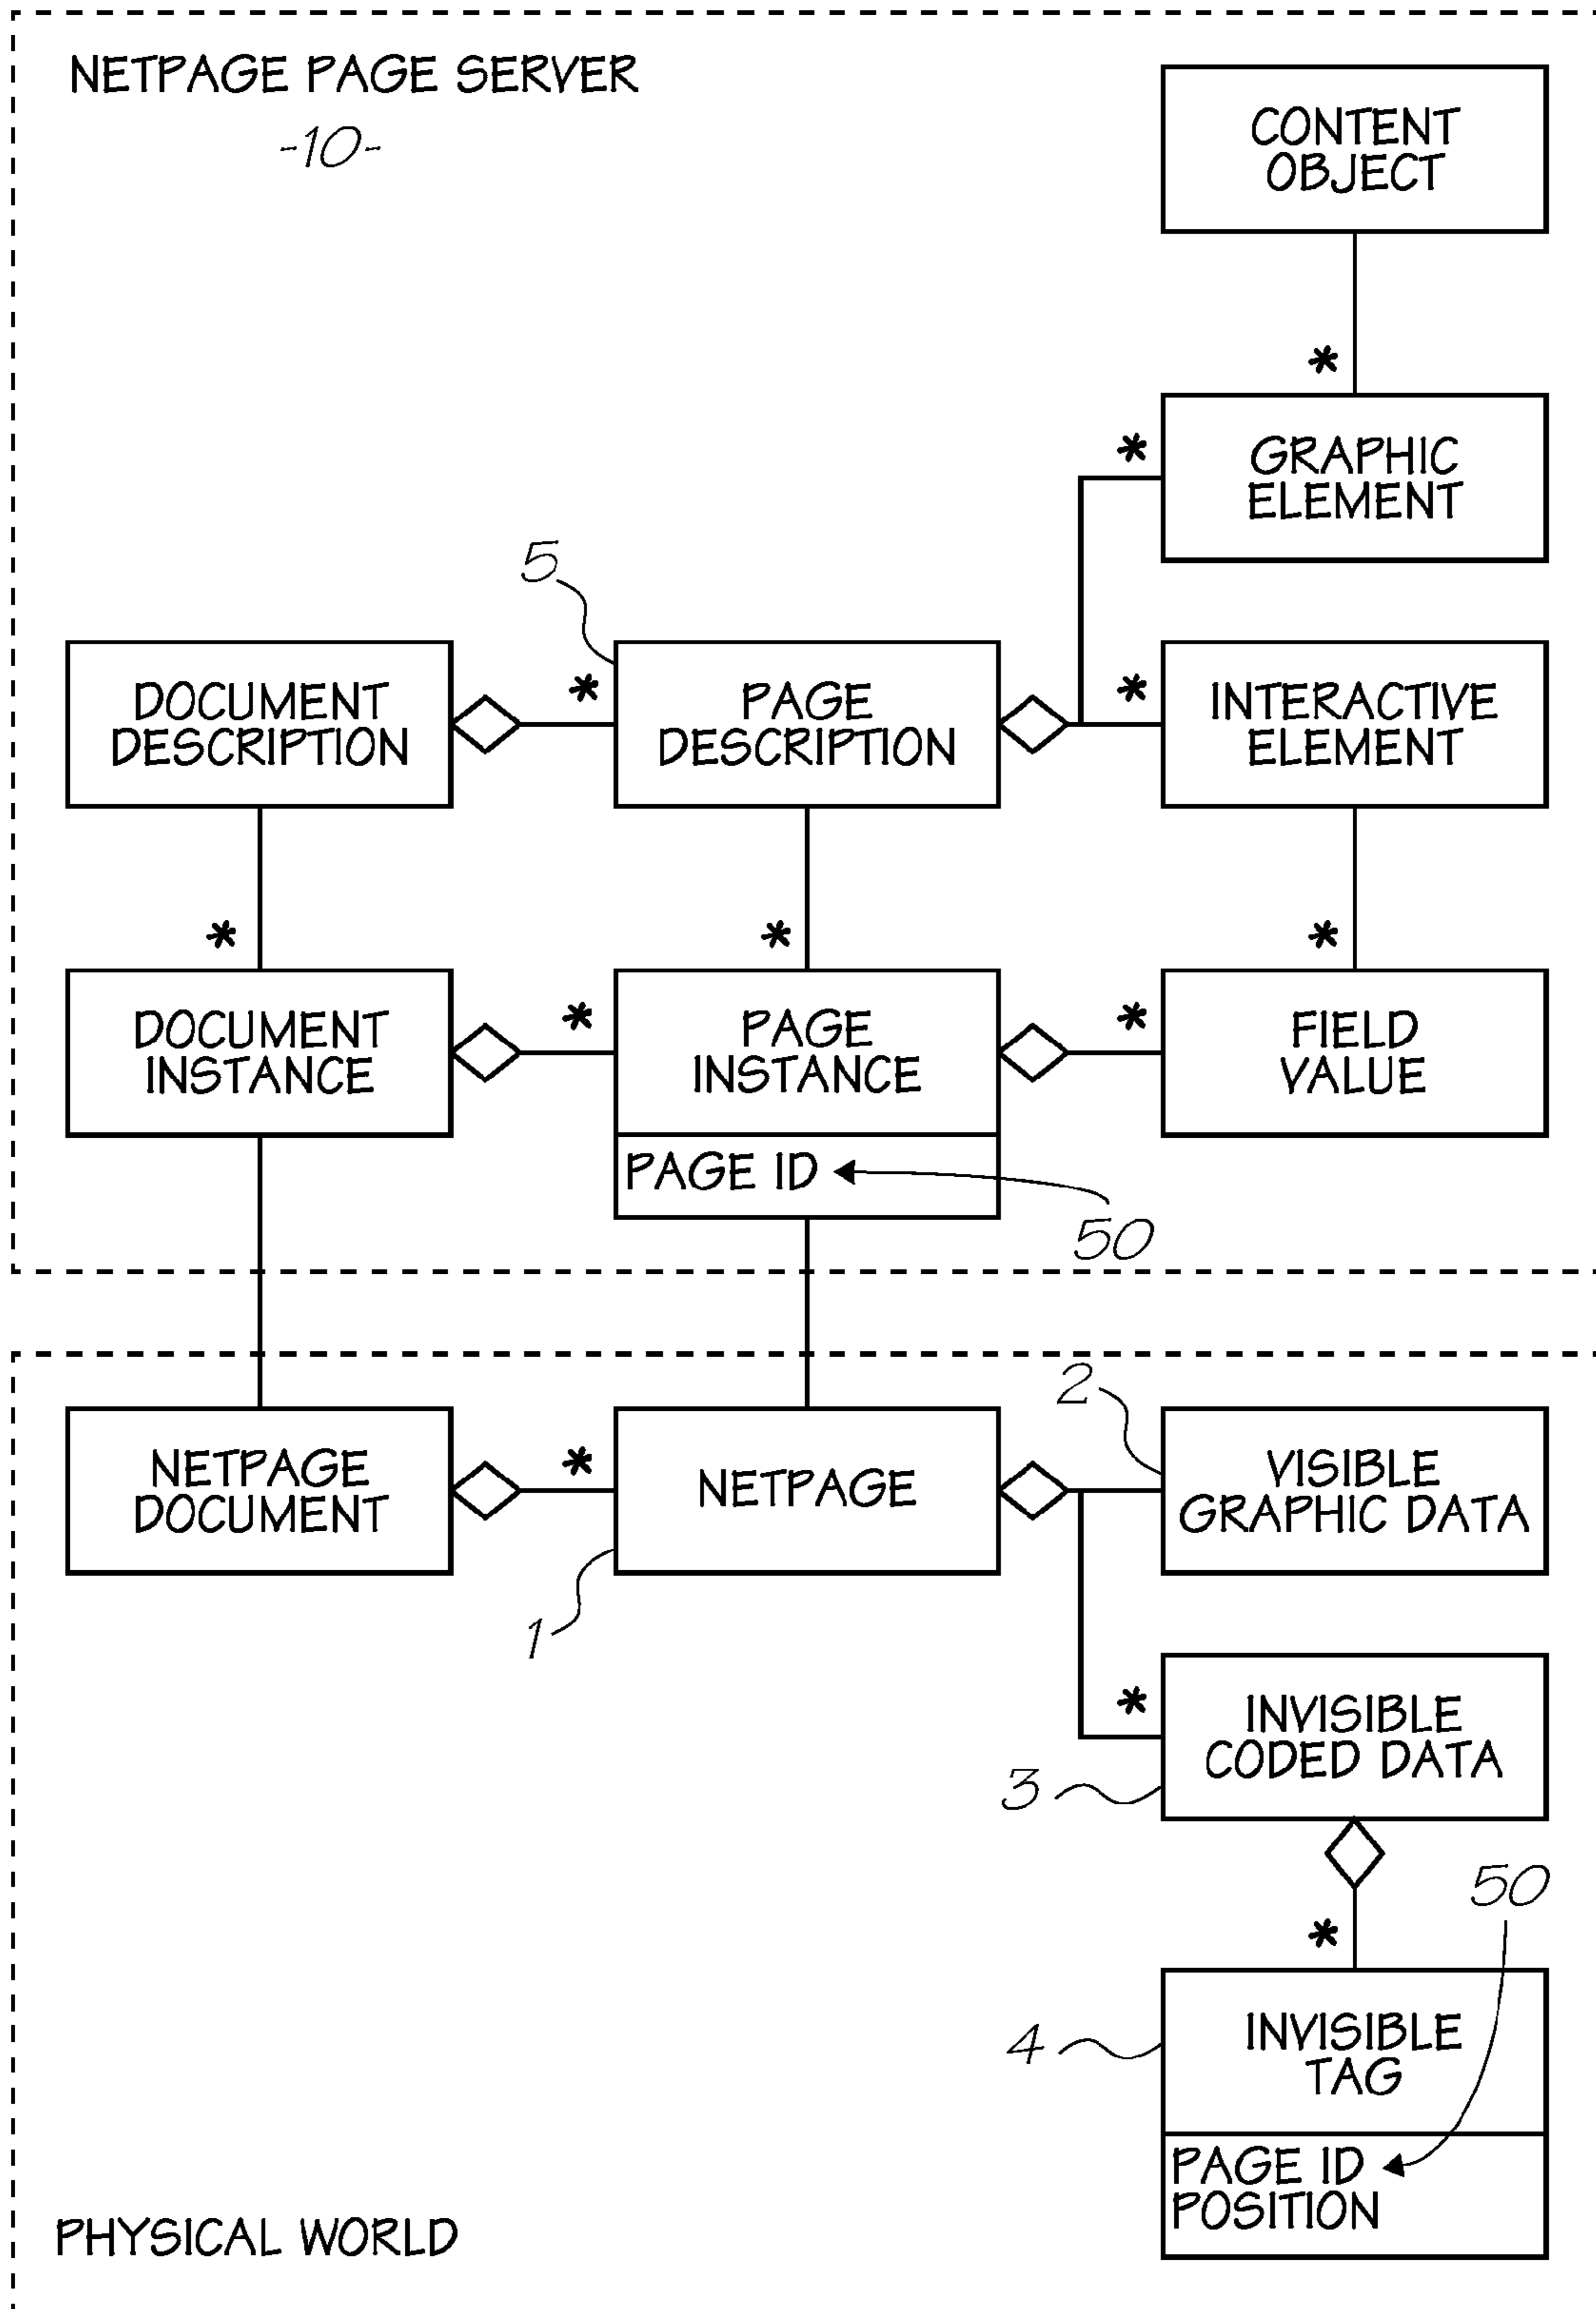 NETPAGE PAGE SERVER
-10-
CONTENT
OBJECT
*
*
GRAPHIC
ELEMENT
5
DOCUMENT
DESCRIPTION
*
PAGE
DESCRIPTION
*
INTERACTIVE
ELEMENT
*
*
*
DOCUMENT
INSTANCE
*
PAGE
INSTANCE
*
FIELD
VALUE
PAGE ID
50
NETPAGE
DOCUMENT
*
NETPAGE
1
2
VISIBLE
GRAPHIC DATA
*
INVISIBLE
CODED DATA
3
*
50
4
INVISIBLE
TAG
PAGE ID
POSITION
PHYSICAL WORLD